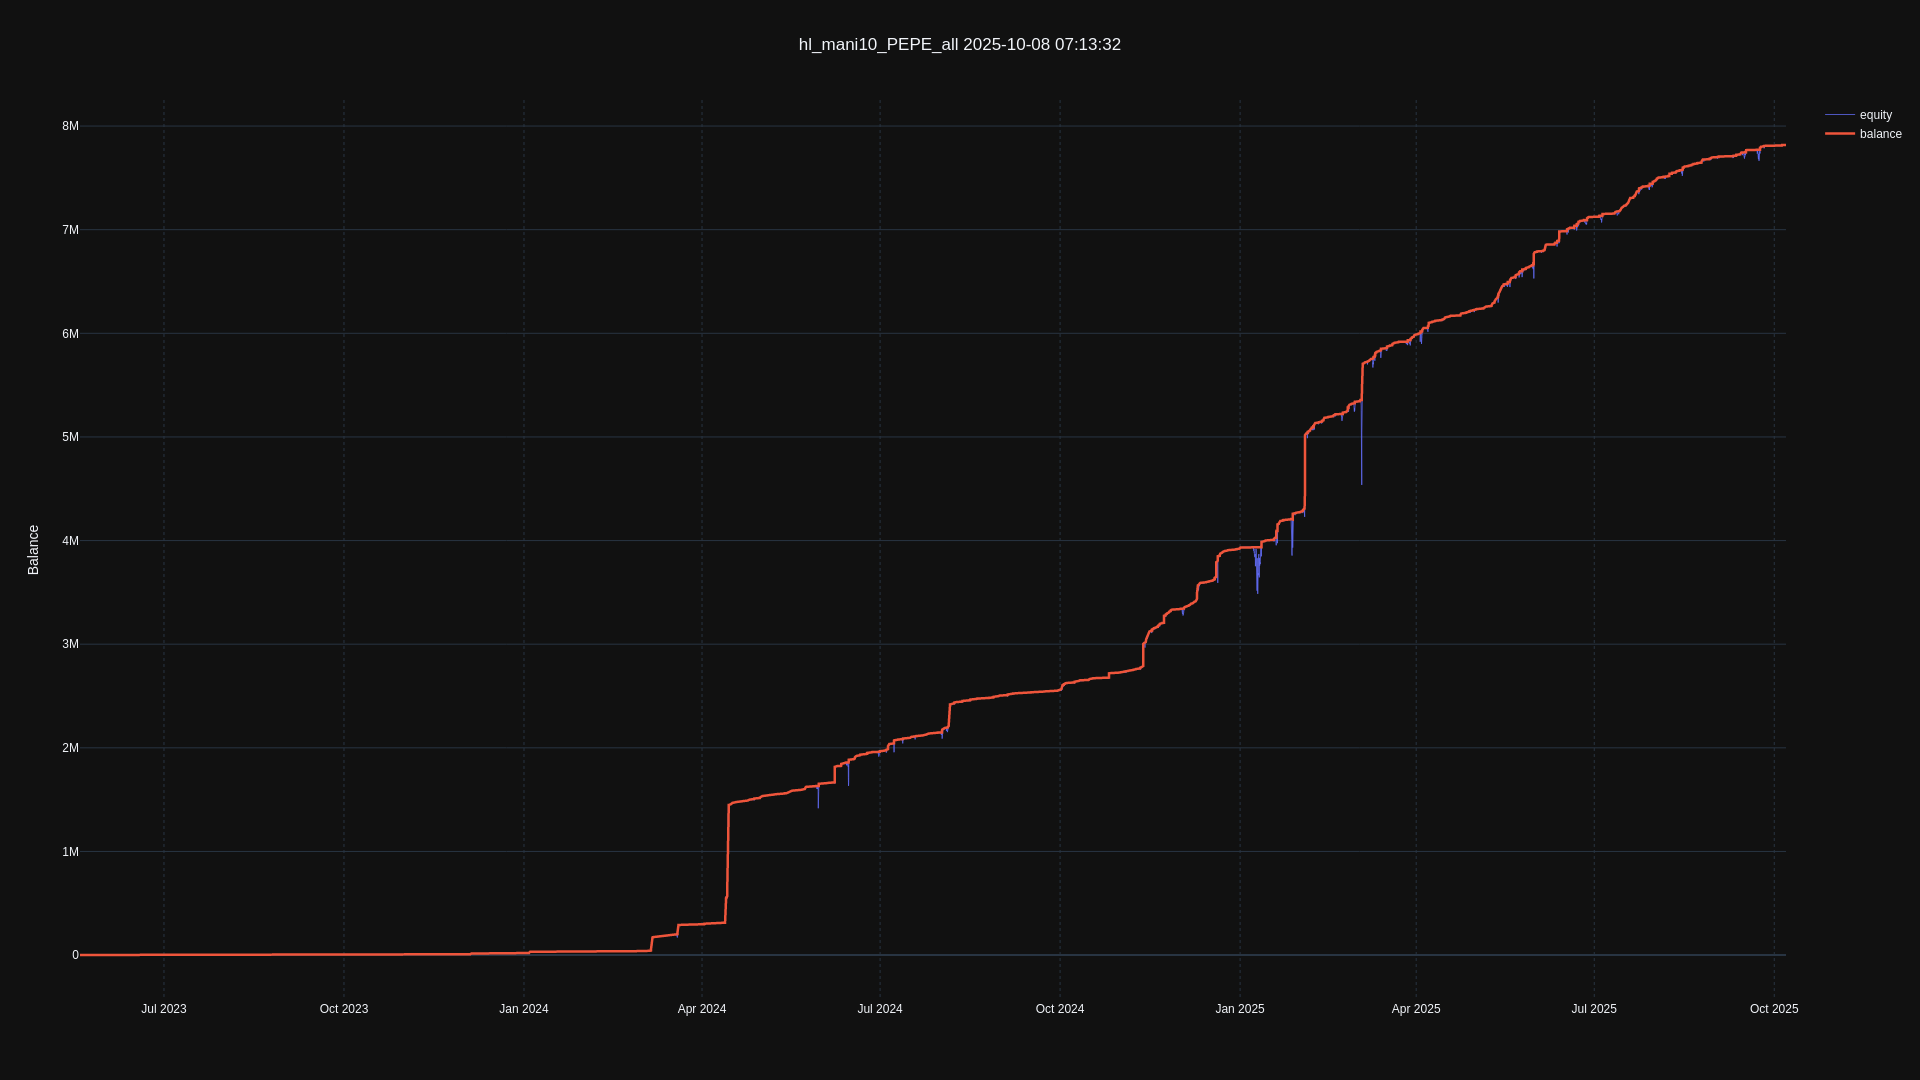 hl_mani10_PEPE_all 2025-10-08 07:13:32
equity
balance
8M
7M
6M
5M
4M
3M
2M
1M
0
Balance
Jul 2023
Oct 2023
Jan 2024
Apr 2024
Jul 2024
Oct 2024
Jan 2025
Apr 2025
Jul 2025
Oct 2025